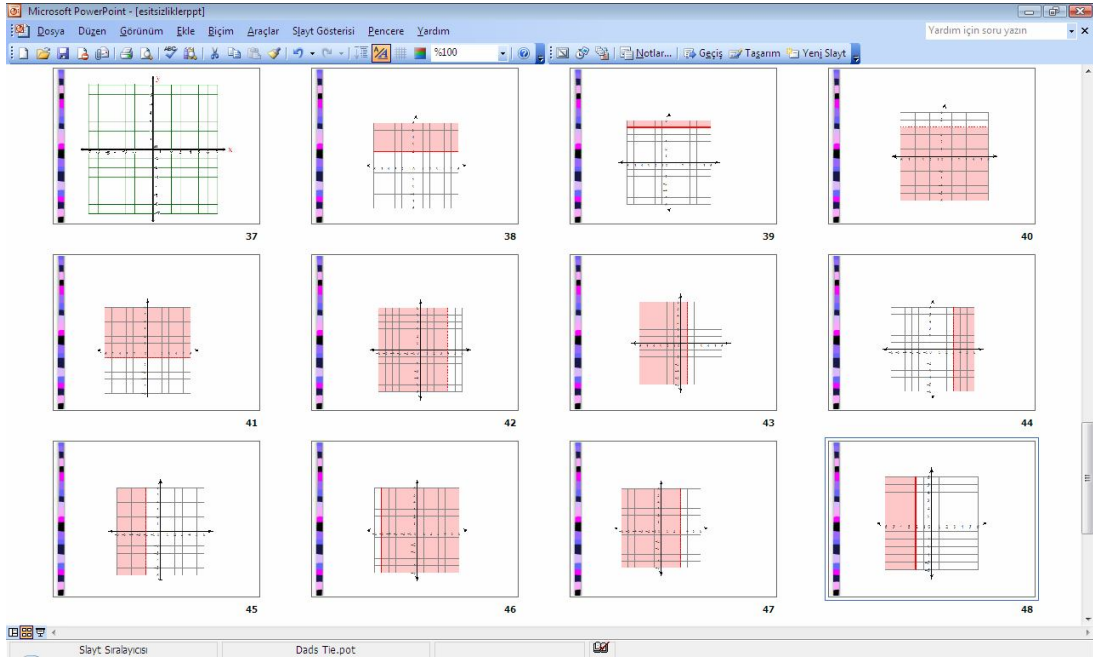 Microsoft PowerPoint - [esitsizliklerppt]
Dosya Düzen Görünüm Ekle Biçim Araçlar Slayt Gösterisi Pencere Yardım Yardım için soru yazın
%100 Notlar... Geçiş Tasarım Yeni Slayt
37 38 39 40
41 42 43 44
45 46 47 48
Slayt Sıralayıcısı Dads Tie.pot